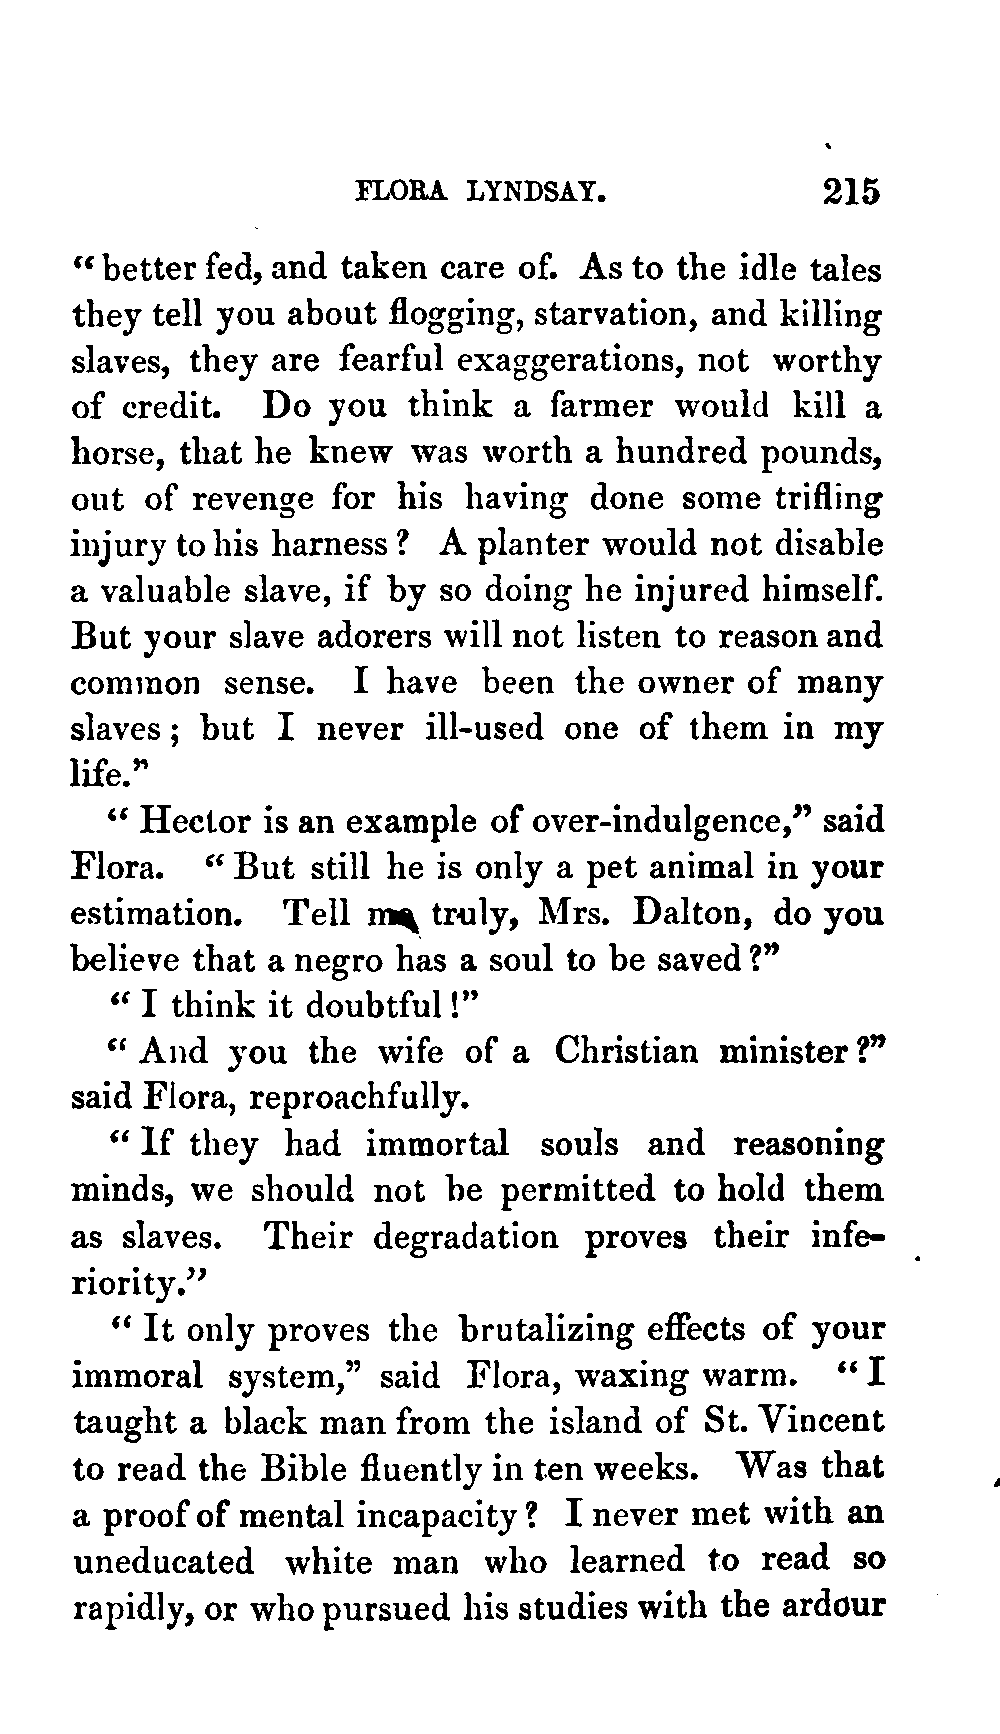 FLORA LYNDSAY. 215
“better fed, and taken care of. As to the idle tales
they tell you about flogging, starvation, and killing
slaves, they are fearful exaggerations, not worthy
of credit. Do you think a farmer would kill a
horse, that he knew was worth a hundred pounds,
out of revenge for his having done some trifling
injury to his harness? A planter would not disable
a valuable slave, if by so doing he injured himself.
But your slave adorers will not listen to reason and
common sense. I have been the owner of many
slaves; but I never ill-used one of them in my
life.”
“Hector is an example of over-indulgence,” said
Flora. “But still he is only a pet animal in your
estimation. Tell me truly, Mrs. Dalton, do you
believe that a negro has a soul to be saved?”
“I think it doubtful!”
“And you the wife of a Christian minister?”
said Flora, reproachfully.
“If they had immortal souls and reasoning
minds, we should not be permitted to hold them
as slaves. Their degradation proves their infe-
riority.”
“It only proves the brutalizing effects of your
immoral system,” said Flora, waxing warm. “I
taught a black man from the island of St. Vincent
to read the Bible fluently in ten weeks. Was that
a proof of mental incapacity? I never met with an
uneducated white man who learned to read so
rapidly, or who pursued his studies with the ardour